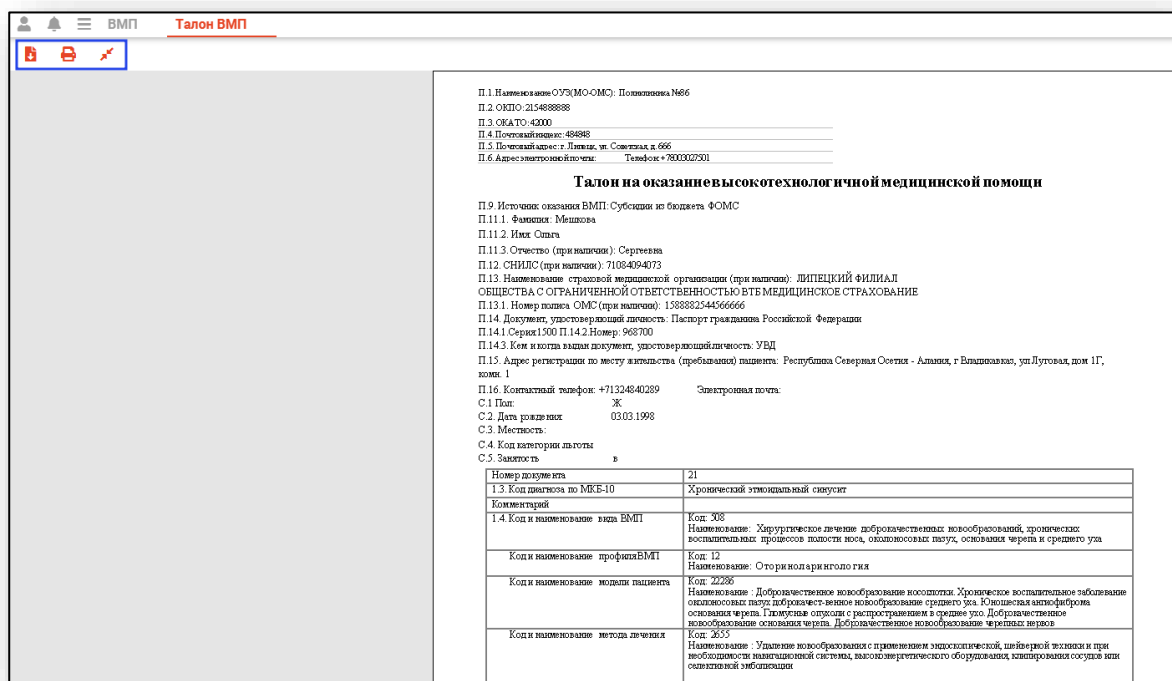 ВМП Талон ВМП
П.1. Наименование ОУЗ(МО-ОМС): Поликлиника №86
П.2. ОКПО: 2154888888
П.3. ОКАТО: 42000
П.4. Почтовый индекс: 484848
П.5. Почтовый адрес: г. Липецк, ул. Советская, д. 666
П.6. Адрес электронной почты: Телефон: +78003027501
Талон на оказание высокотехнологичной медицинской помощи
П.9. Источник оказания ВМП: Субсидии из бюджета ФОМС
П.11.1. Фамилия: Мешкова
П.11.2. Имя: Ольга
П.11.3. Отчество (при наличии): Сергеевна
П.12. СНИЛС (при наличии): 71084094073
П.13. Наименование страховой медицинской организации (при наличии): ЛИПЕЦКИЙ ФИЛИАЛ
ОБЩЕСТВА С ОГРАНИЧЕННОЙ ОТВЕТСТВЕННОСТЬЮ ВТБ МЕДИЦИНСКОЕ СТРАХОВАНИЕ
П.13.1. Номер полиса ОМС (при наличии): 1588882544566666
П.14. Документ, удостоверяющий личность: Паспорт гражданина Российской Федерации
П.14.1.Серия: 1500 П.14.2.Номер: 968700
П.14.3. Кем и когда выдан документ, удостоверяющий личность: УВД
П.15. Адрес регистрации по месту жительства (пребывания) пациента: Республика Северная Осетия - Алания, г Владикавказ, ул Луговая, дом 1Г,
комн. 1
П.16. Контактный телефон: +71324840289 Электронная почта:
С.1 Пол: Ж
С.2. Дата рождения: 03.03.1998
С.3. Местность:
С.4. Код категории льготы
С.5. Занятость в
Номер документа 21
1.3. Код диагноза по МКБ-10 Хронический этмоидальный синусит
Комментарий
1.4. Код и наименование вида ВМП Код: 508
Наименование: Хирургическое лечение доброкачественных новообразований, хронических
воспалительных процессов полости носа, околоносовых пазух, основания черепа и среднего уха
Код и наименование профиля ВМП Код: 12
Наименование: Оториноларингология
Код и наименование модели пациента Код: 22286
Наименование : Доброкачественное новообразование носоглотки. Хроническое воспалительное заболевание
околоносовых пазух доброкачест-венное новообразование среднего уха. Юношеская ангиофиброма
основания черепа. Гломусные опухоли с распространением в среднее ухо. Доброкачественное
новообразование основания черепа. Доброкачественное новообразование черепных нервов
Код и наименование метода лечения Код: 2655
Наименование : Удаление новообразования с применением эндоскопической, шейверной техники и при
необходимости навигационной системы, высокоэнергетического оборудования, клипирования сосудов или
селективной эмболизации